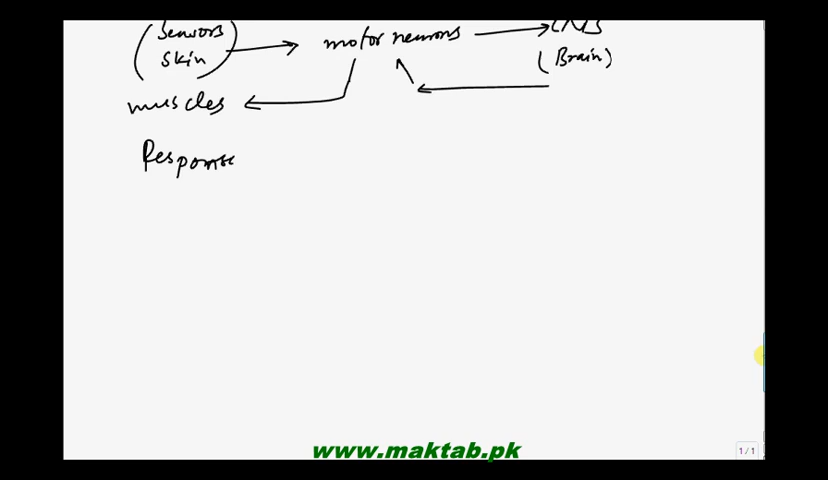 Sensors
Skin
motor neurons
CNS
(Brain)
muscles
Response
www.maktab.pk
1/1